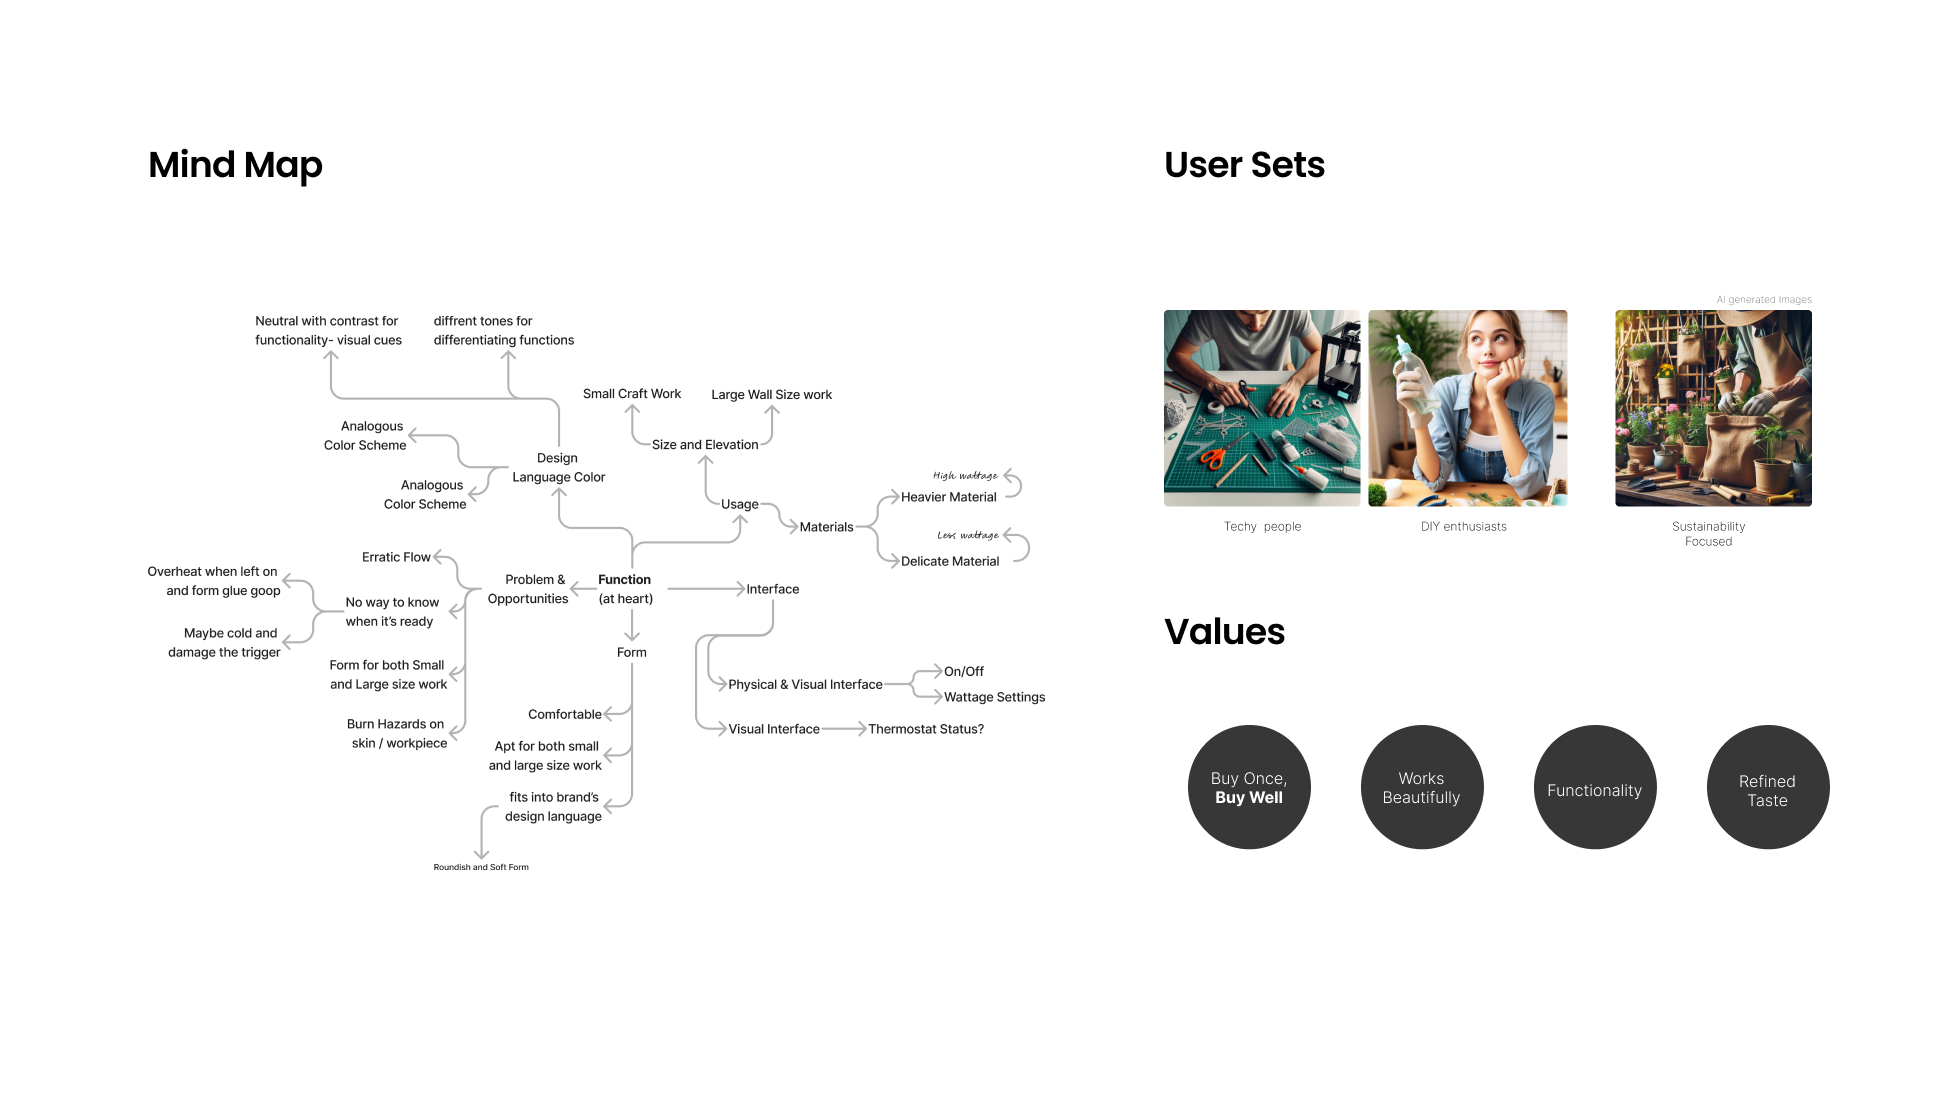 Mind Map
Neutral with contrast for
functionality- visual cues
diffrent tones for
differentiating functions
Small Craft Work
Large Wall Size work
Analogous
Color Scheme
Size and Elevation
Design
Language Color
Analogous
Color Scheme
High wattage
Heavier Material
Usage
Materials
Less wattage
Delicate Material
Erratic Flow
Overheat when left on
and form glue goop
Problem &
Opportunities
Function
(at heart)
Interface
No way to know
when it's ready
Maybe cold and
damage the trigger
Form
Form for both Small
and Large size work
On/Off
Physical & Visual Interface
Wattage Settings
Burn Hazards on
skin / workpiece
Comfortable
Visual Interface
Thermostat Status?
Apt for both small
and large size work
fits into brand's
design language
Roundish and Soft Form
User Sets
AI generated Images
Techy  people
DIY enthusiasts
Sustainability
Focused
Values
Buy Once,
Buy Well
Works
Beautifully
Functionality
Refined
Taste